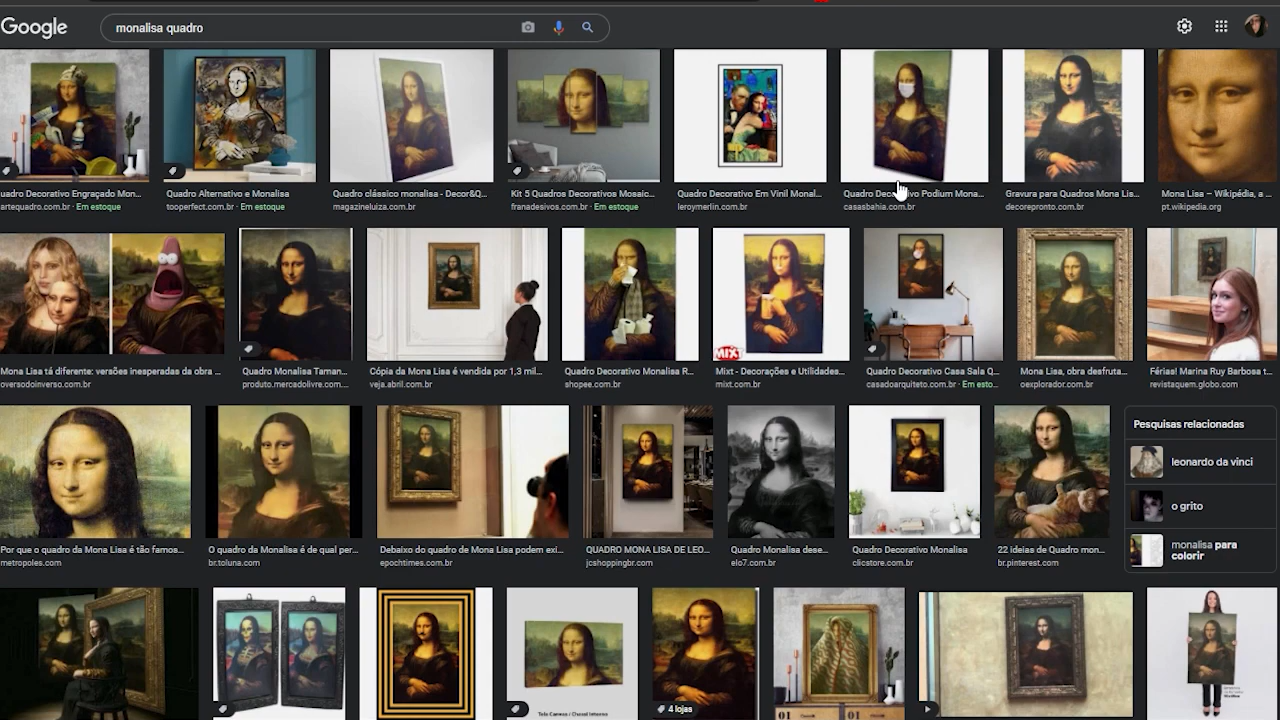 Google
monalisa quadro
uadro Decorativo Engraçado Mon...
artequadro.com.br · Em estoque
Quadro Alternativo e Monalisa
tooperfect.com.br · Em estoque
Quadro clássico monalisa - Decor&Q...
magazineluiza.com.br
Kit 5 Quadros Decorativos Mosaic...
franadesivos.com.br · Em estoque
Quadro Decorativo Em Vinil Monal...
leroymerlin.com.br
Quadro Podium Mona...
casasbahia.com.br
Gravura para Quadros Mona Lis...
decorepronto.com.br
Mona Lisa – Wikipédia, a ...
pt.wikipedia.org
Mona Lisa tá diferente: versões inesperadas da obra ...
oversodoinverso.com.br
Quadro Monalisa Taman...
produto.mercadolivre.com....
Cópia da Mona Lisa é vendida por 1,3 mil...
veja.abril.com.br
Quadro Decorativo Monalisa R...
shopee.com.br
MIXT
Mixt - Decorações e Utilidades...
mixt.com.br
Quadro Decorativo Casa Sala Q...
casadoarquiteto.com.br · Em esto...
Mona Lisa, obra desfruta...
oexplorador.com.br
Férias! Marina Ruy Barbosa t...
revistaquem.globo.com
Por que o quadro da Mona Lisa é tão famos...
metropoles.com
O quadro da Monalisa é de qual per...
br.toluna.com
Debaixo do quadro de Mona Lisa podem exi...
epochtimes.com.br
QUADRO MONA LISA DE LEO...
jcshoppingbr.com
Quadro Monalisa dese...
elo7.com.br
Quadro Decorativo Monalisa
clicstore.com.br
22 ideias de Quadro mon...
br.pinterest.com
Pesquisas relacionadas
leonardo da vinci
o grito
monalisa para
colorir
Tela Canvas / Chassi Interno
4 lojas
01
01